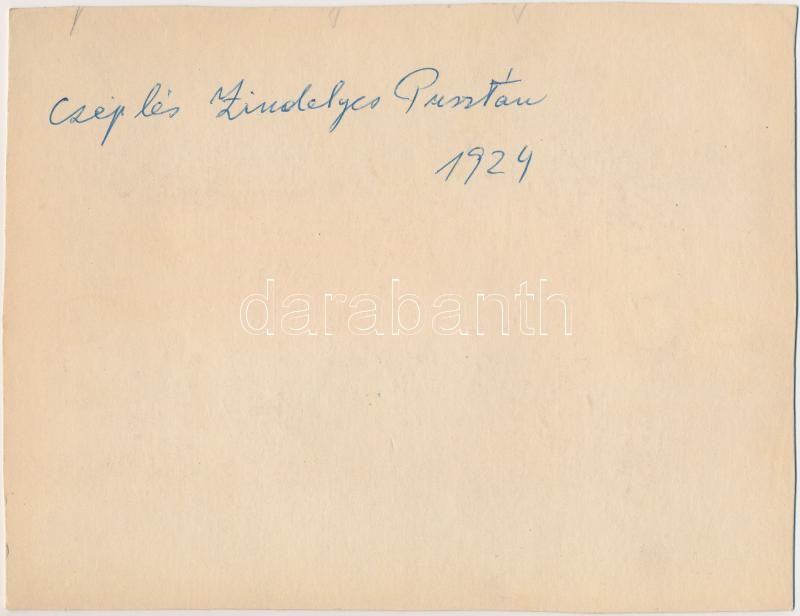 Cséplés Zindelyes Pusztán
1924
darabanth